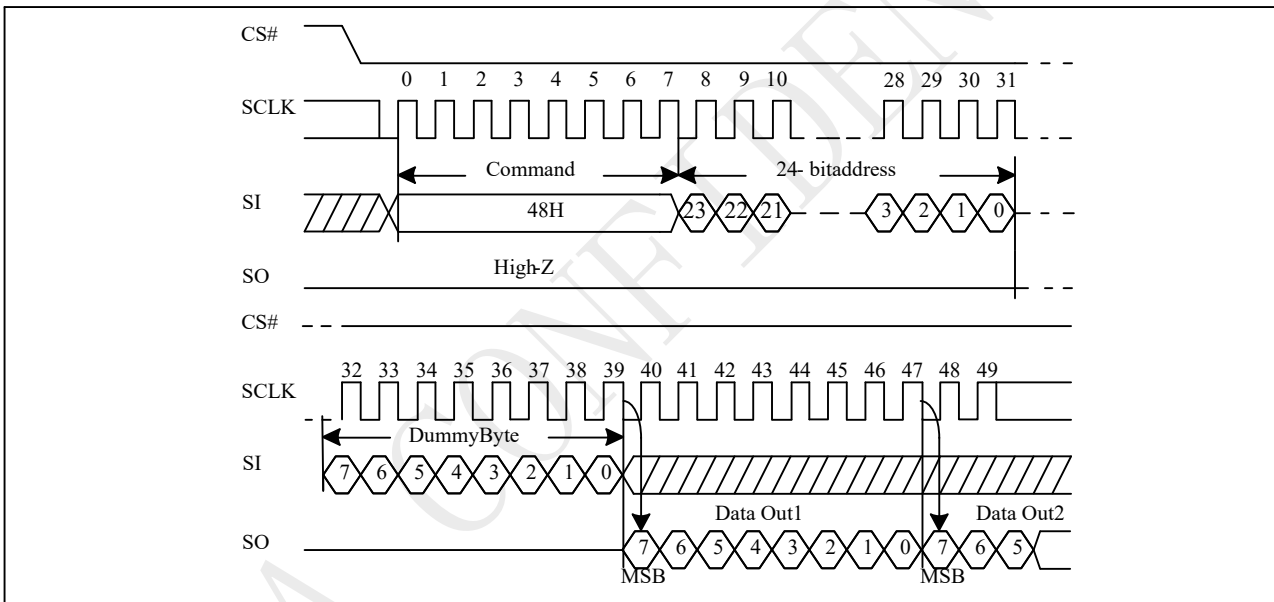 CS#
0 1 2 3 4 5 6 7 8 9 10 28 29 30 31
SCLK
Command 24- bitaddress
SI 48H 23 22 21 3 2 1 0
High-Z
SO
CS#
32 33 34 35 36 37 38 39 40 41 42 43 44 45 46 47 48 49
SCLK
DummyByte
SI 7 6 5 4 3 2 1 0
Data Out1 Data Out2
SO 7 6 5 4 3 2 1 0 7 6 5
MSB MSB